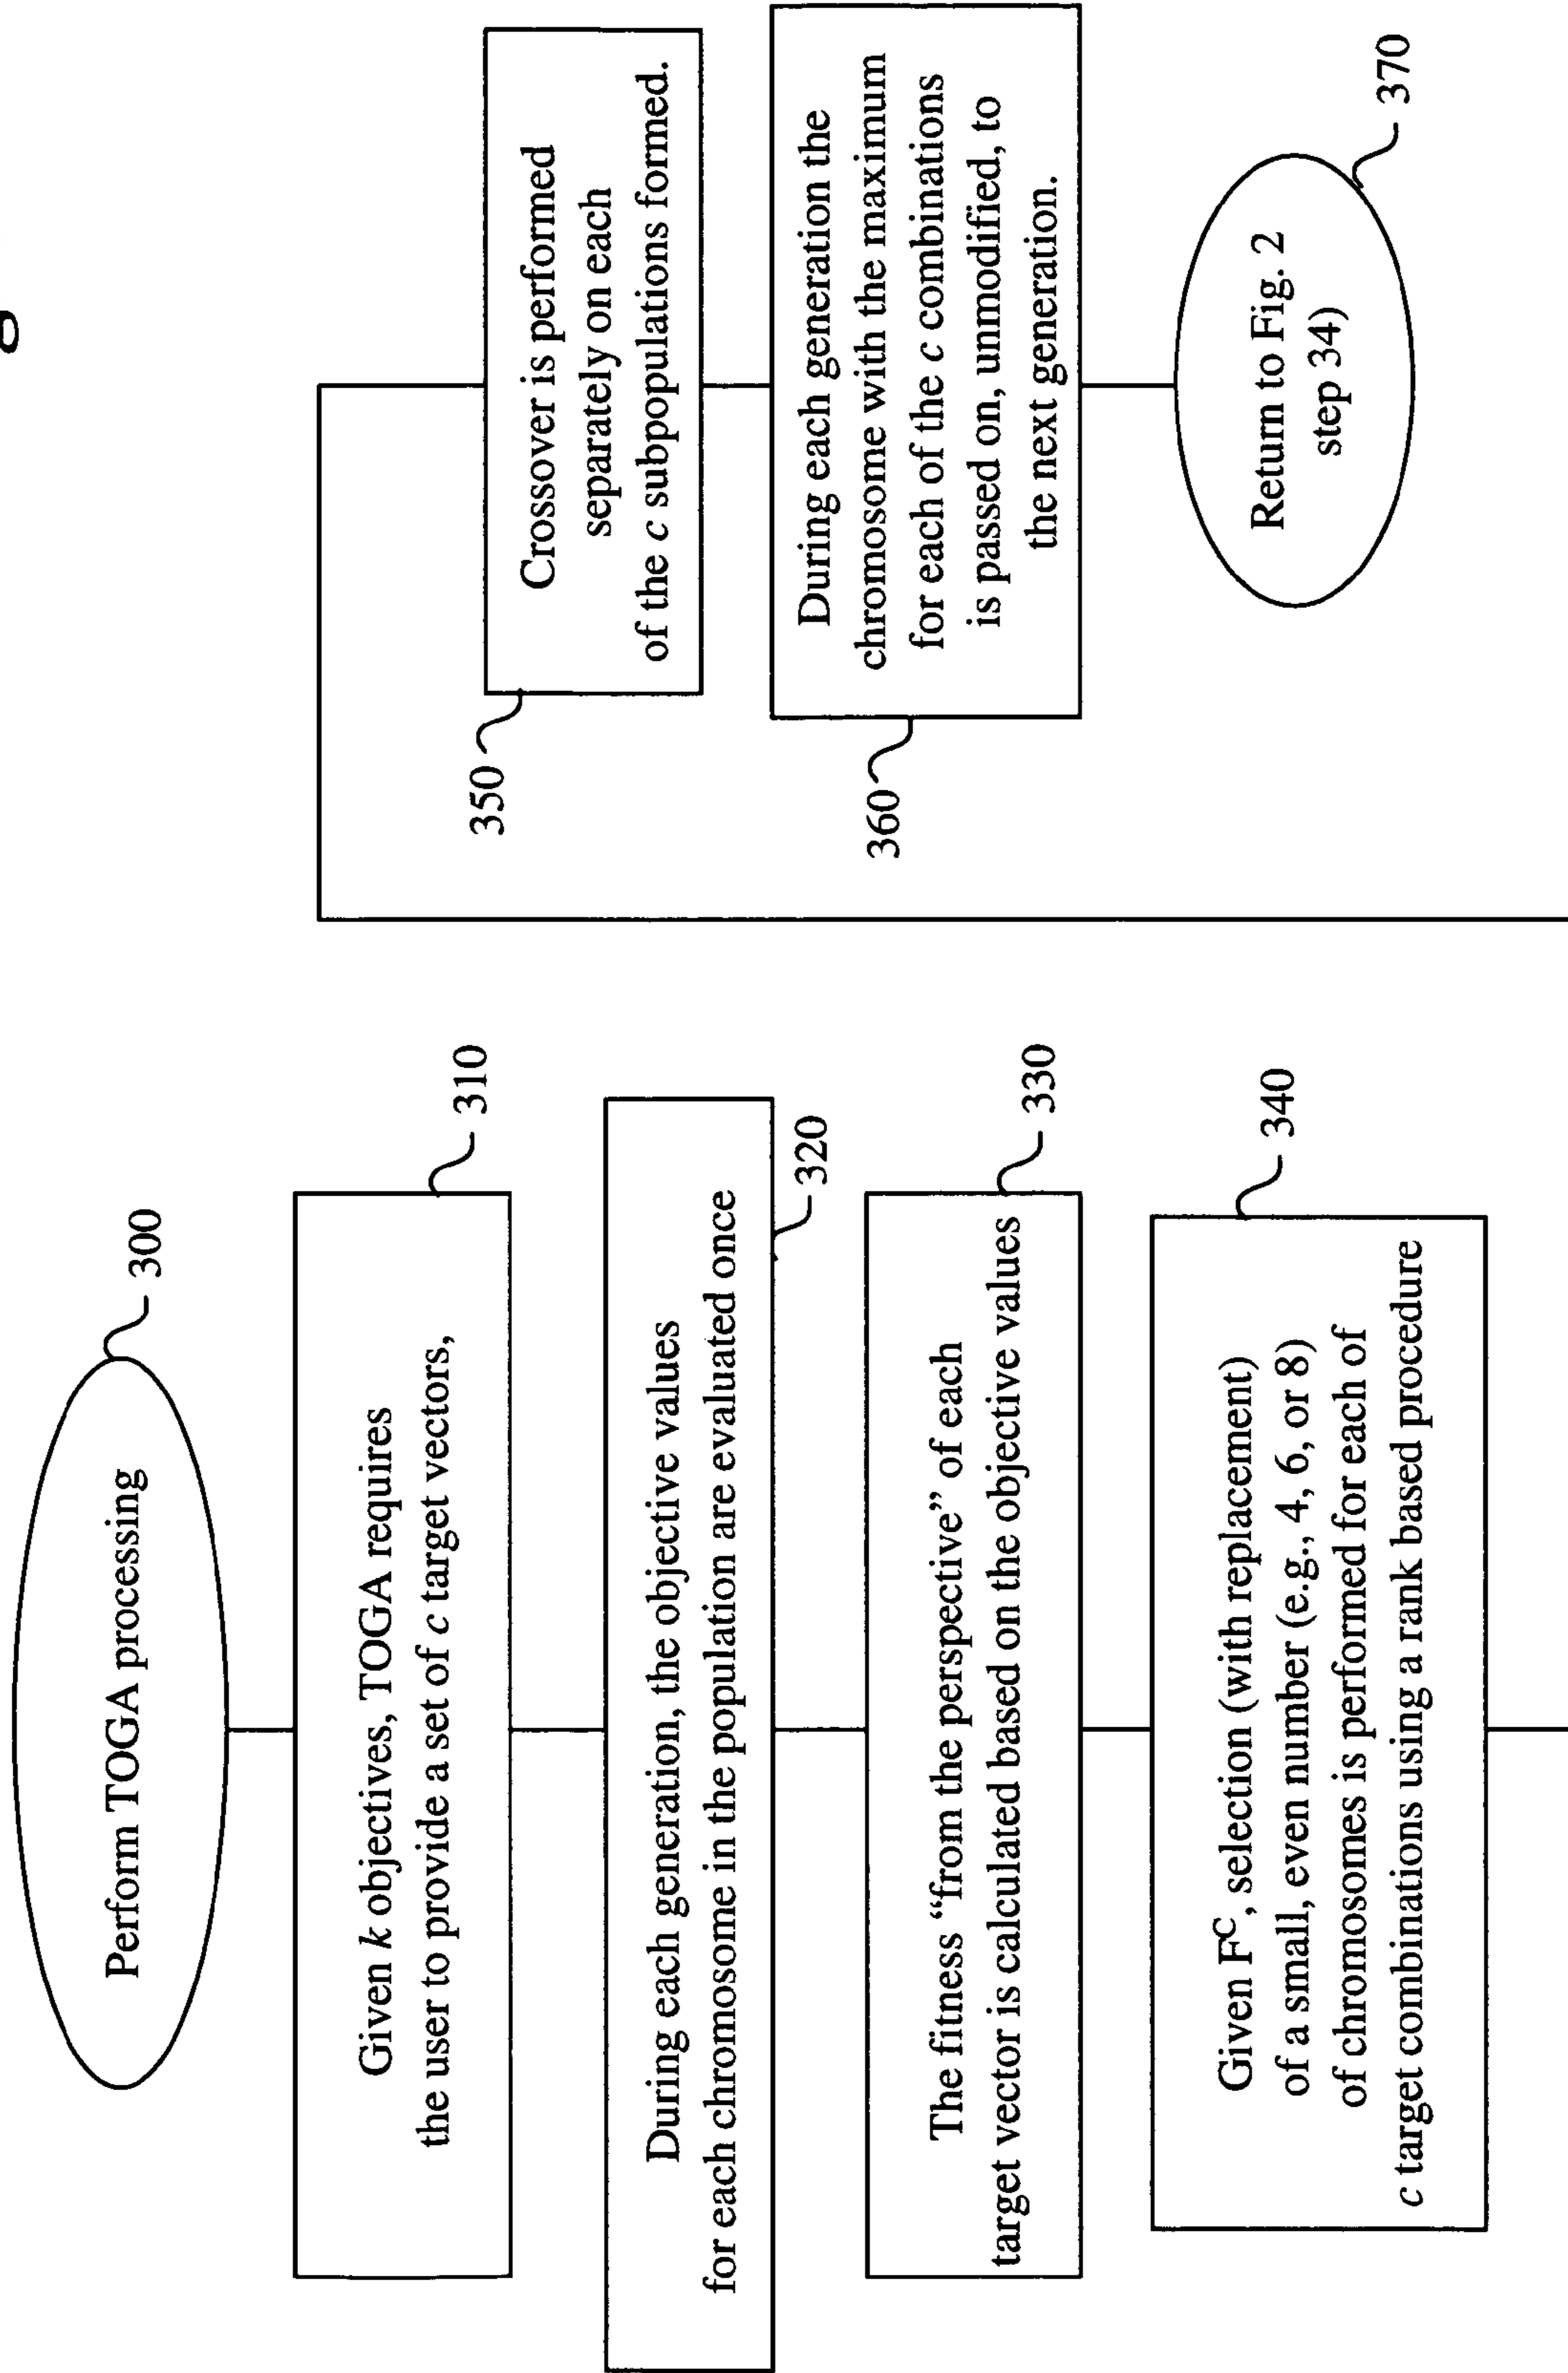 Perform TOGA processing
300
Given k objectives, TOGA requires
the user to provide a set of c target vectors,
310
During each generation, the objective values
for each chromosome in the population are evaluated once
320
The fitness “from the perspective” of each
target vector is calculated based on the objective values
330
Given F^C, selection (with replacement)
of a small, even number (e.g., 4, 6, or 8)
of chromosomes is performed for each of
c target combinations using a rank based procedure
340
Crossover is performed
separately on each
of the c subpopulations formed.
350
During each generation the
chromosome with the maximum
for each of the c combinations
is passed on, unmodified, to
the next generation.
360
Return to Fig. 2
step 34)
370